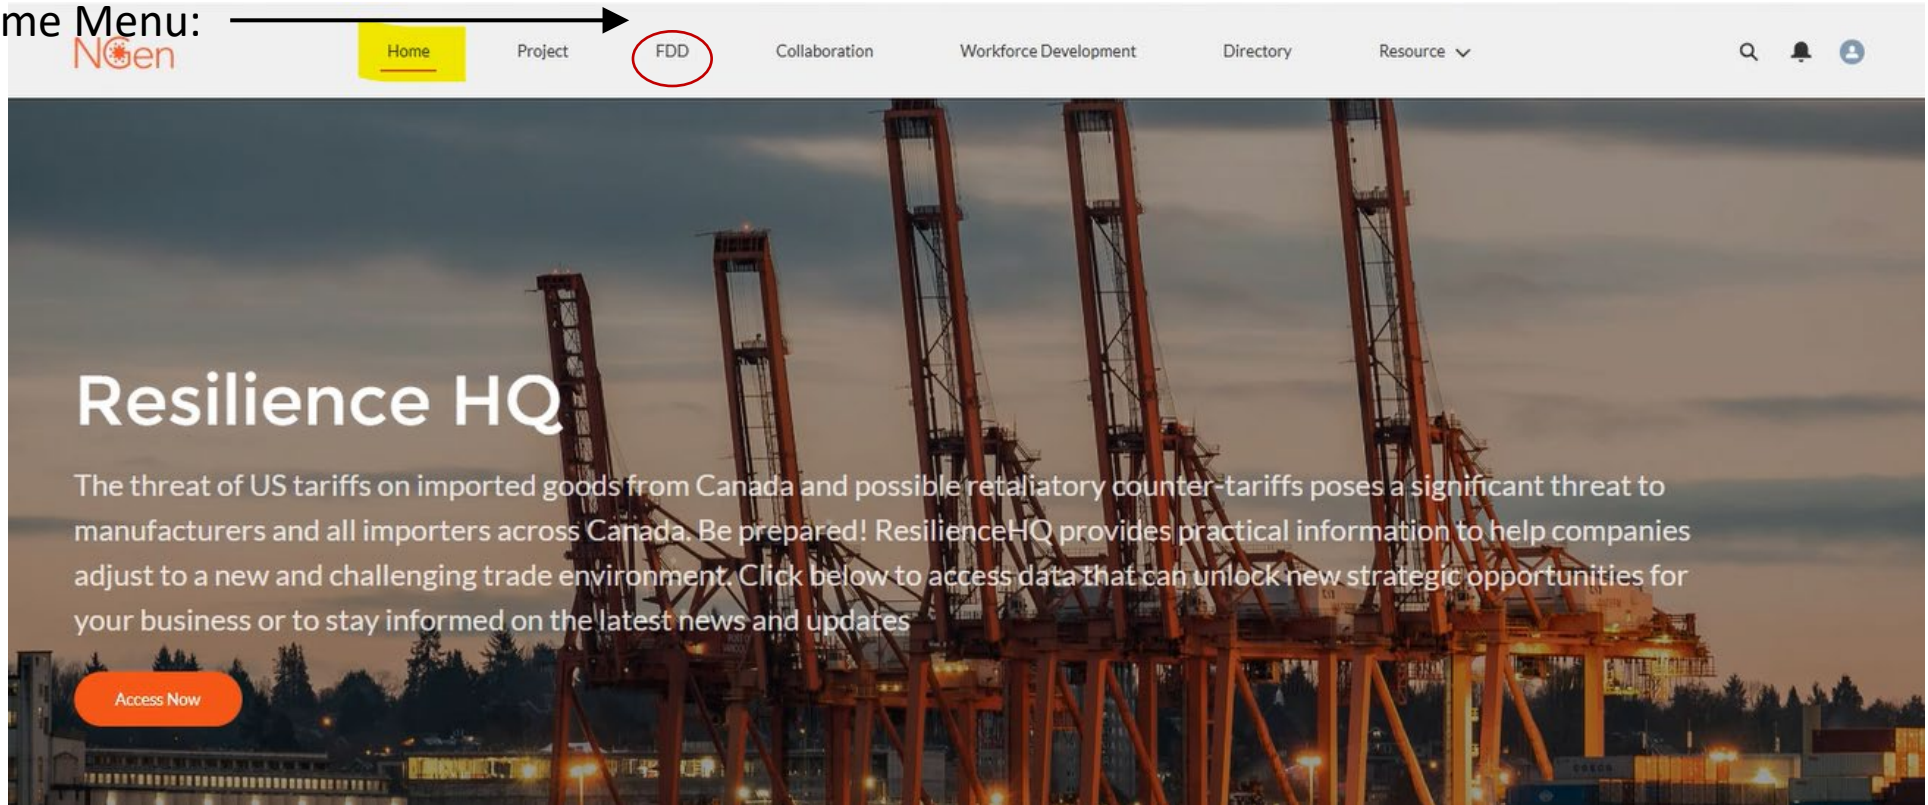 me Menu:
NGen
Home Project FDD Collaboration Workforce Development Directory Resource
Resilience HQ
The threat of US tariffs on imported goods from Canada and possible retaliatory counter-tariffs poses a significant threat to
manufacturers and all importers across Canada. Be prepared! ResilienceHQ provides practical information to help companies
adjust to a new and challenging trade environment. Click below to access data that can unlock new strategic opportunities for
your business or to stay informed on the latest news and updates
Access Now